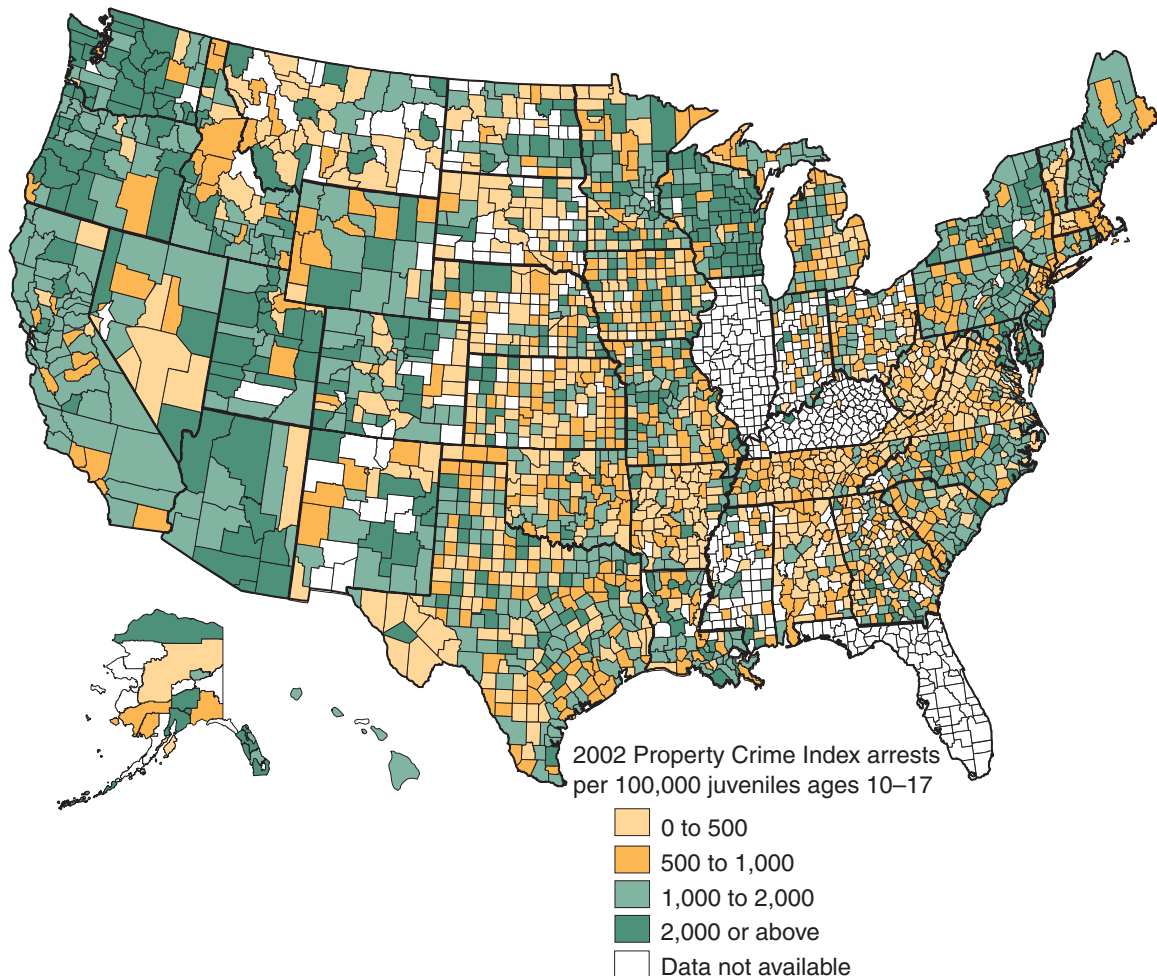 2002 Property Crime Index arrests
per 100,000 juveniles ages 10–17
0 to 500
500 to 1,000
1,000 to 2,000
2,000 or above
Data not available